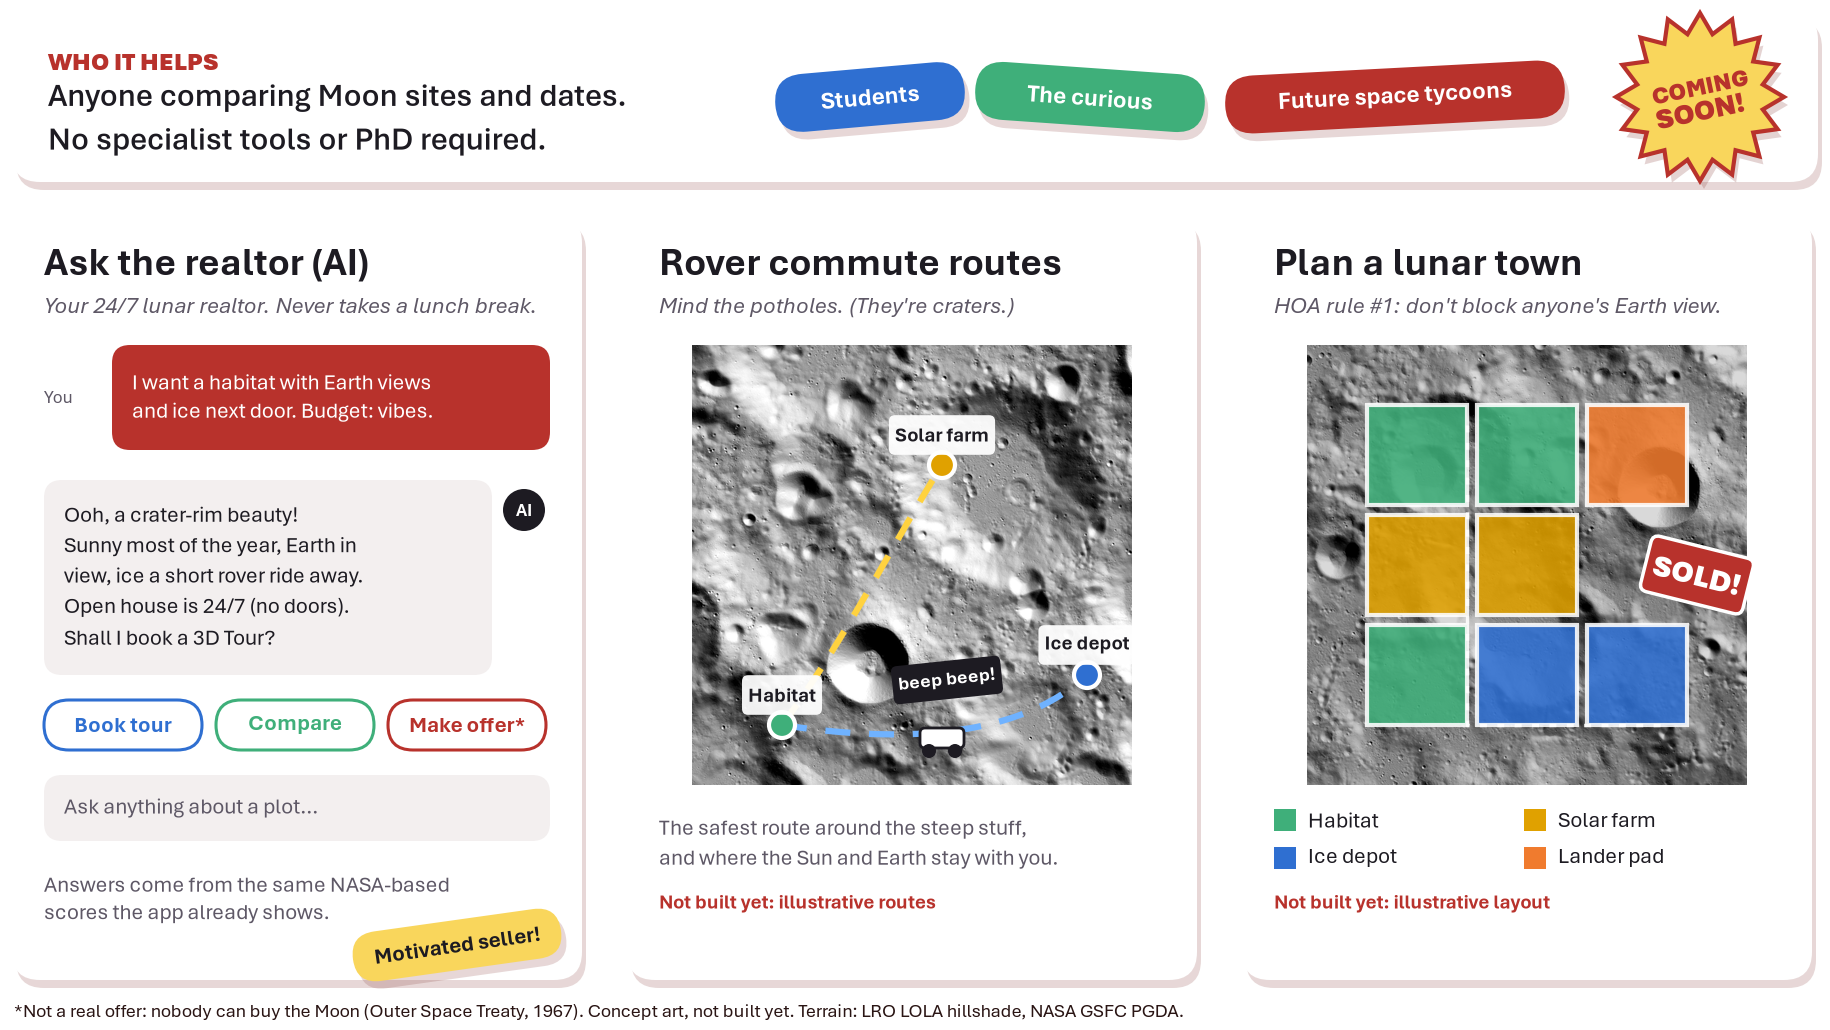 WHO IT HELPS
Anyone comparing Moon sites and dates.
No specialist tools or PhD required.
Students
The curious
Future space tycoons
COMING
SOON!
Ask the realtor (AI)
Your 24/7 lunar realtor. Never takes a lunch break.
You
I want a habitat with Earth views
and ice next door. Budget: vibes.
AI
Ooh, a crater-rim beauty!
Sunny most of the year, Earth in
view, ice a short rover ride away.
Open house is 24/7 (no doors).
Shall I book a 3D Tour?
Book tour
Compare
Make offer*
Ask anything about a plot...
Answers come from the same NASA-based
scores the app already shows.
Motivated seller!
Rover commute routes
Mind the potholes. (They're craters.)
Solar farm
Ice depot
beep beep!
Habitat
The safest route around the steep stuff,
and where the Sun and Earth stay with you.
Not built yet: illustrative routes
Plan a lunar town
HOA rule #1: don't block anyone's Earth view.
SOLD!
Habitat
Solar farm
Ice depot
Lander pad
Not built yet: illustrative layout
*Not a real offer: nobody can buy the Moon (Outer Space Treaty, 1967). Concept art, not built yet. Terrain: LRO LOLA hillshade, NASA GSFC PGDA.